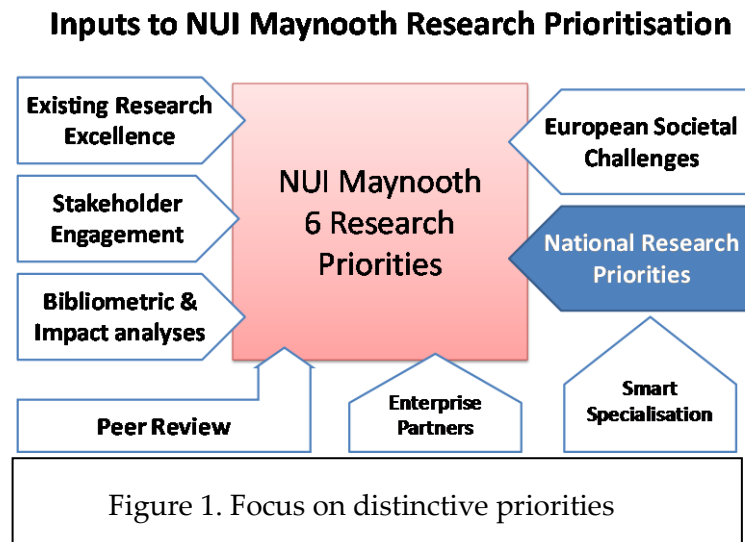 Inputs to NUI Maynooth Research Prioritisation
Existing Research
Excellence
Stakeholder
Engagement
Bibliometric &
Impact analyses
Peer Review
NUI Maynooth
6 Research
Priorities
Enterprise
Partners
European Societal
Challenges
National Research
Priorities
Smart
Specialisation
Figure 1. Focus on distinctive priorities